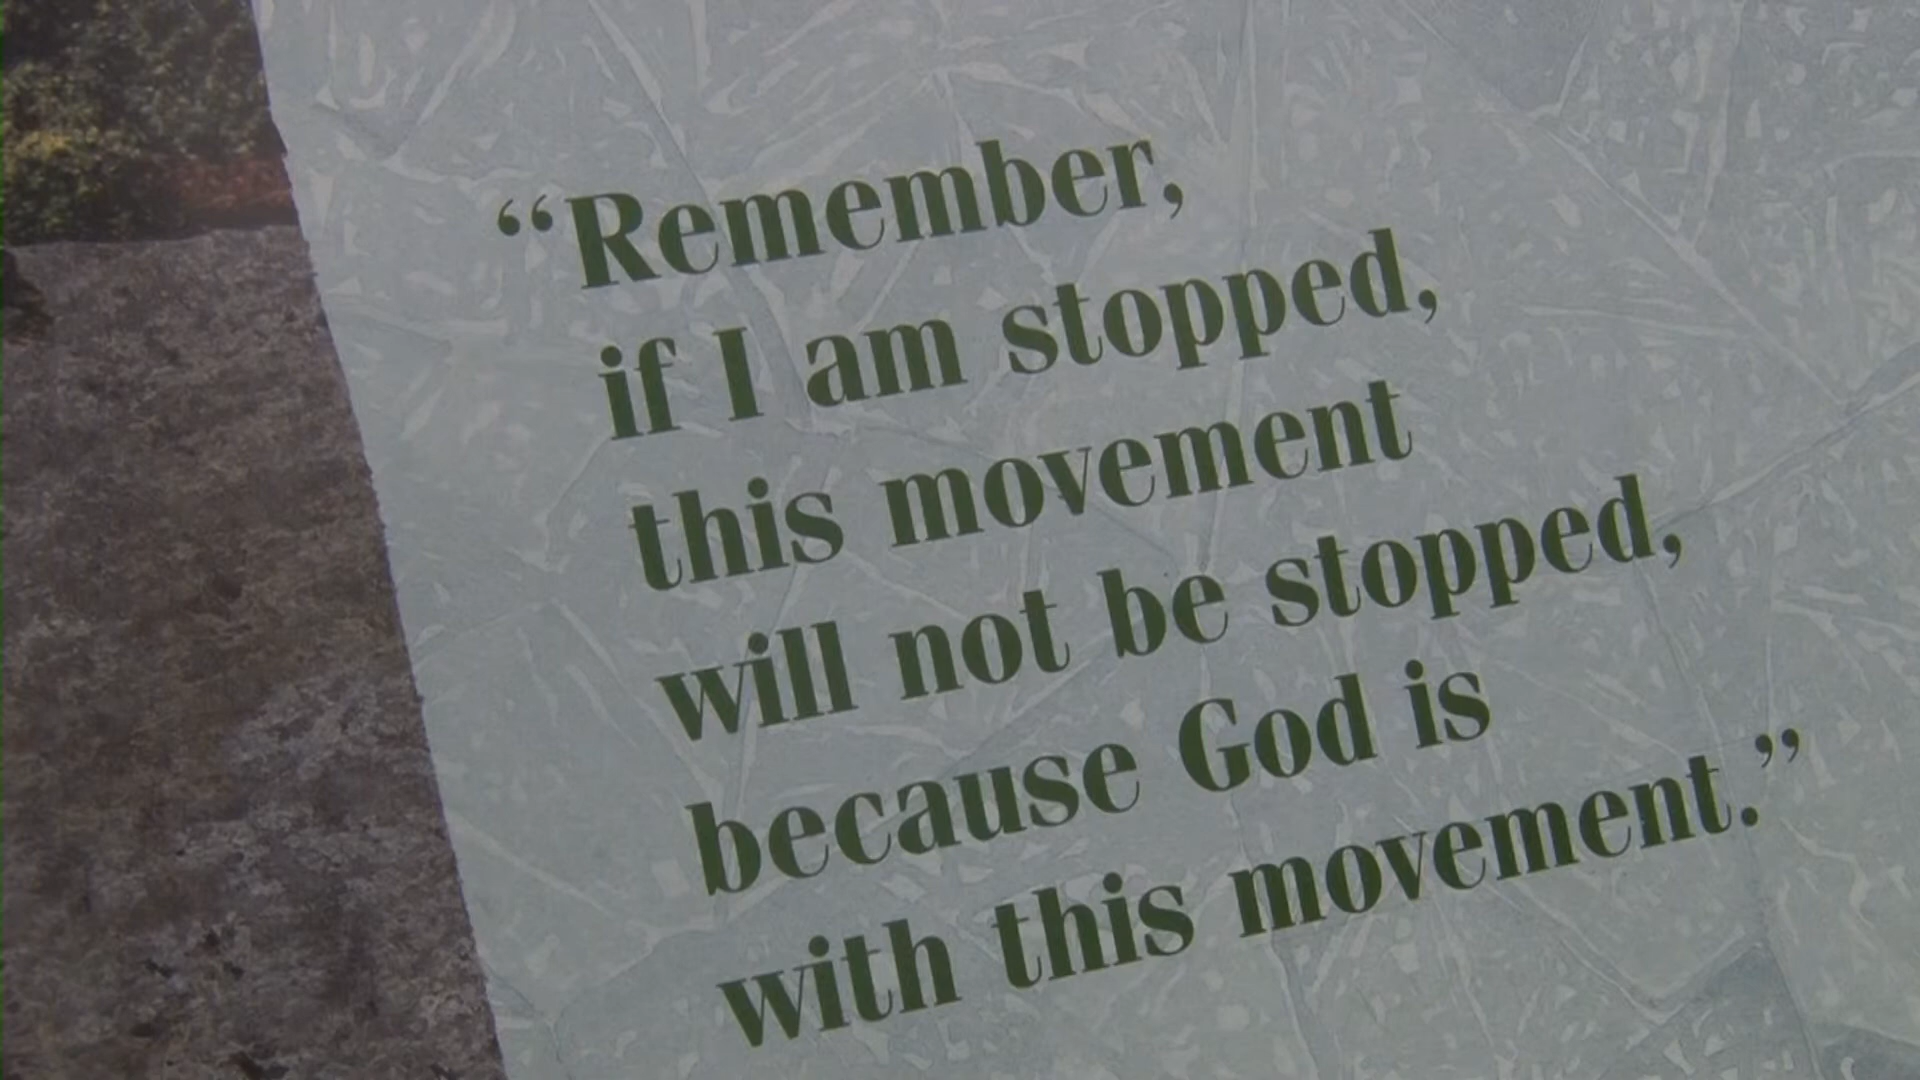 “Remember,
if I am stopped,
this movement
will not be stopped,
because God is
with this movement.”